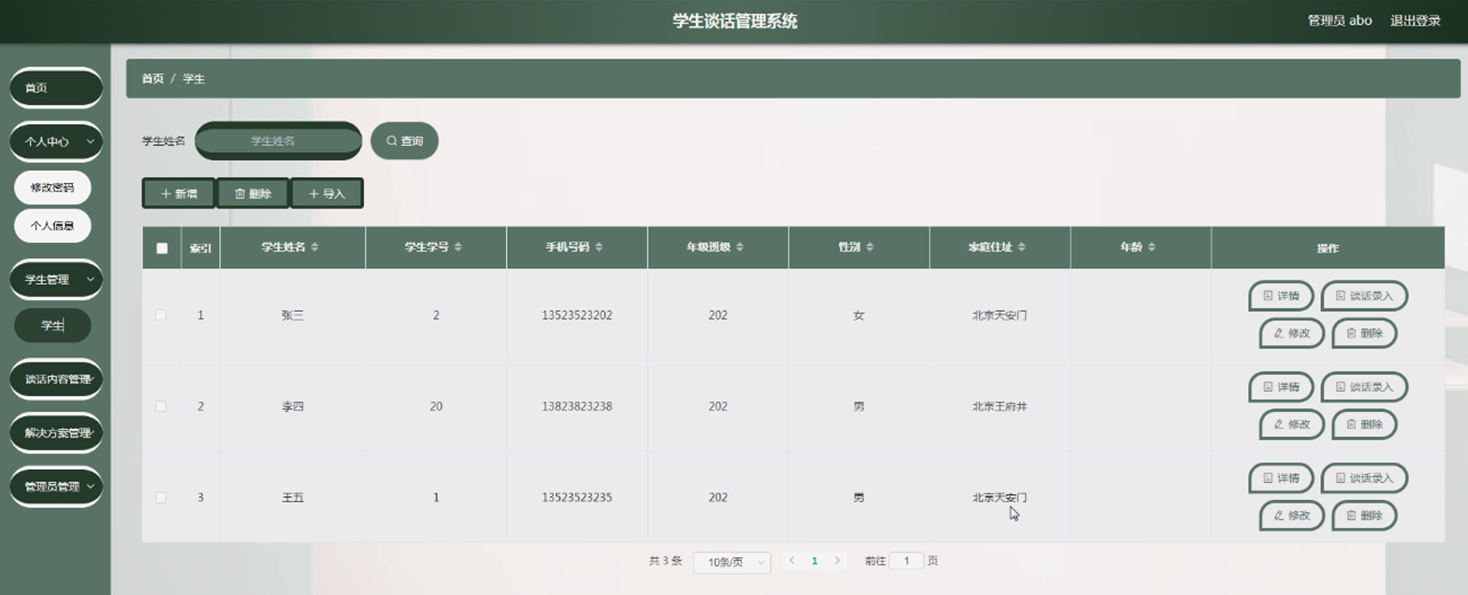 学生谈话管理系统
管理员 abo 退出登录
首页
个人中心
修改密码
个人信息
学生管理
学生
谈话内容管理
解决方案管理
管理员管理
首页 / 学生
学生姓名 学生姓名 查询
新增 删除 导入
索引 学生姓名 学生学号 手机号码 年级班级 性别 家庭住址 年龄 操作
1 张三 2 13523523202 202 女 北京天安门
详情 谈话录入
修改 删除
2 李四 20 13823823238 202 男 北京王府井
详情 谈话录入
修改 删除
3 王五 1 13523523235 202 男 北京天安门
详情 谈话录入
修改 删除
共 3 条 10条/页 1 前往 1 页